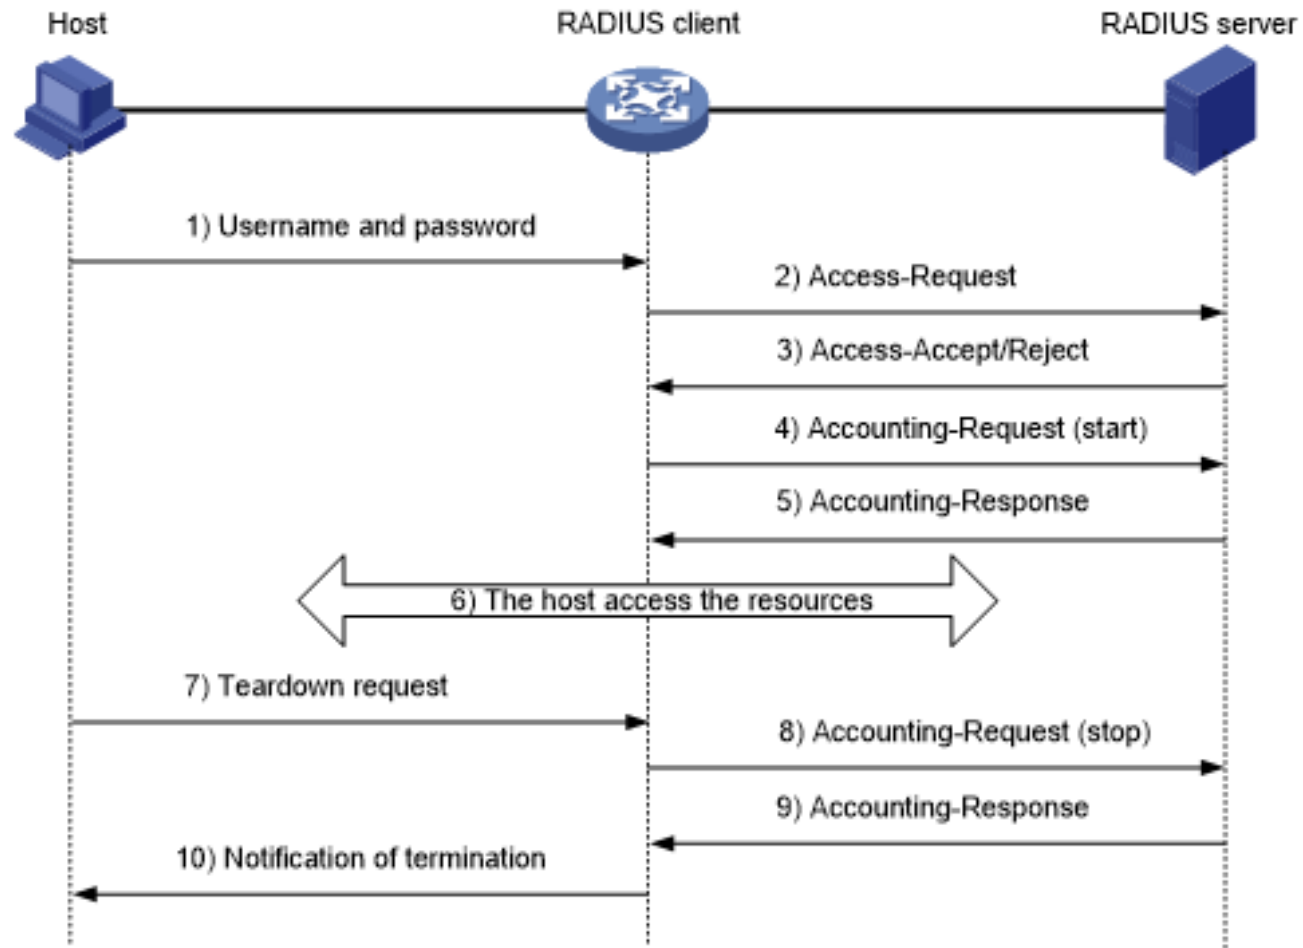 Host
RADIUS client
RADIUS server
1) Username and password
2) Access-Request
3) Access-Accept/Reject
4) Accounting-Request (start)
5) Accounting-Response
6) The host access the resources
7) Teardown request
8) Accounting-Request (stop)
9) Accounting-Response
10) Notification of termination